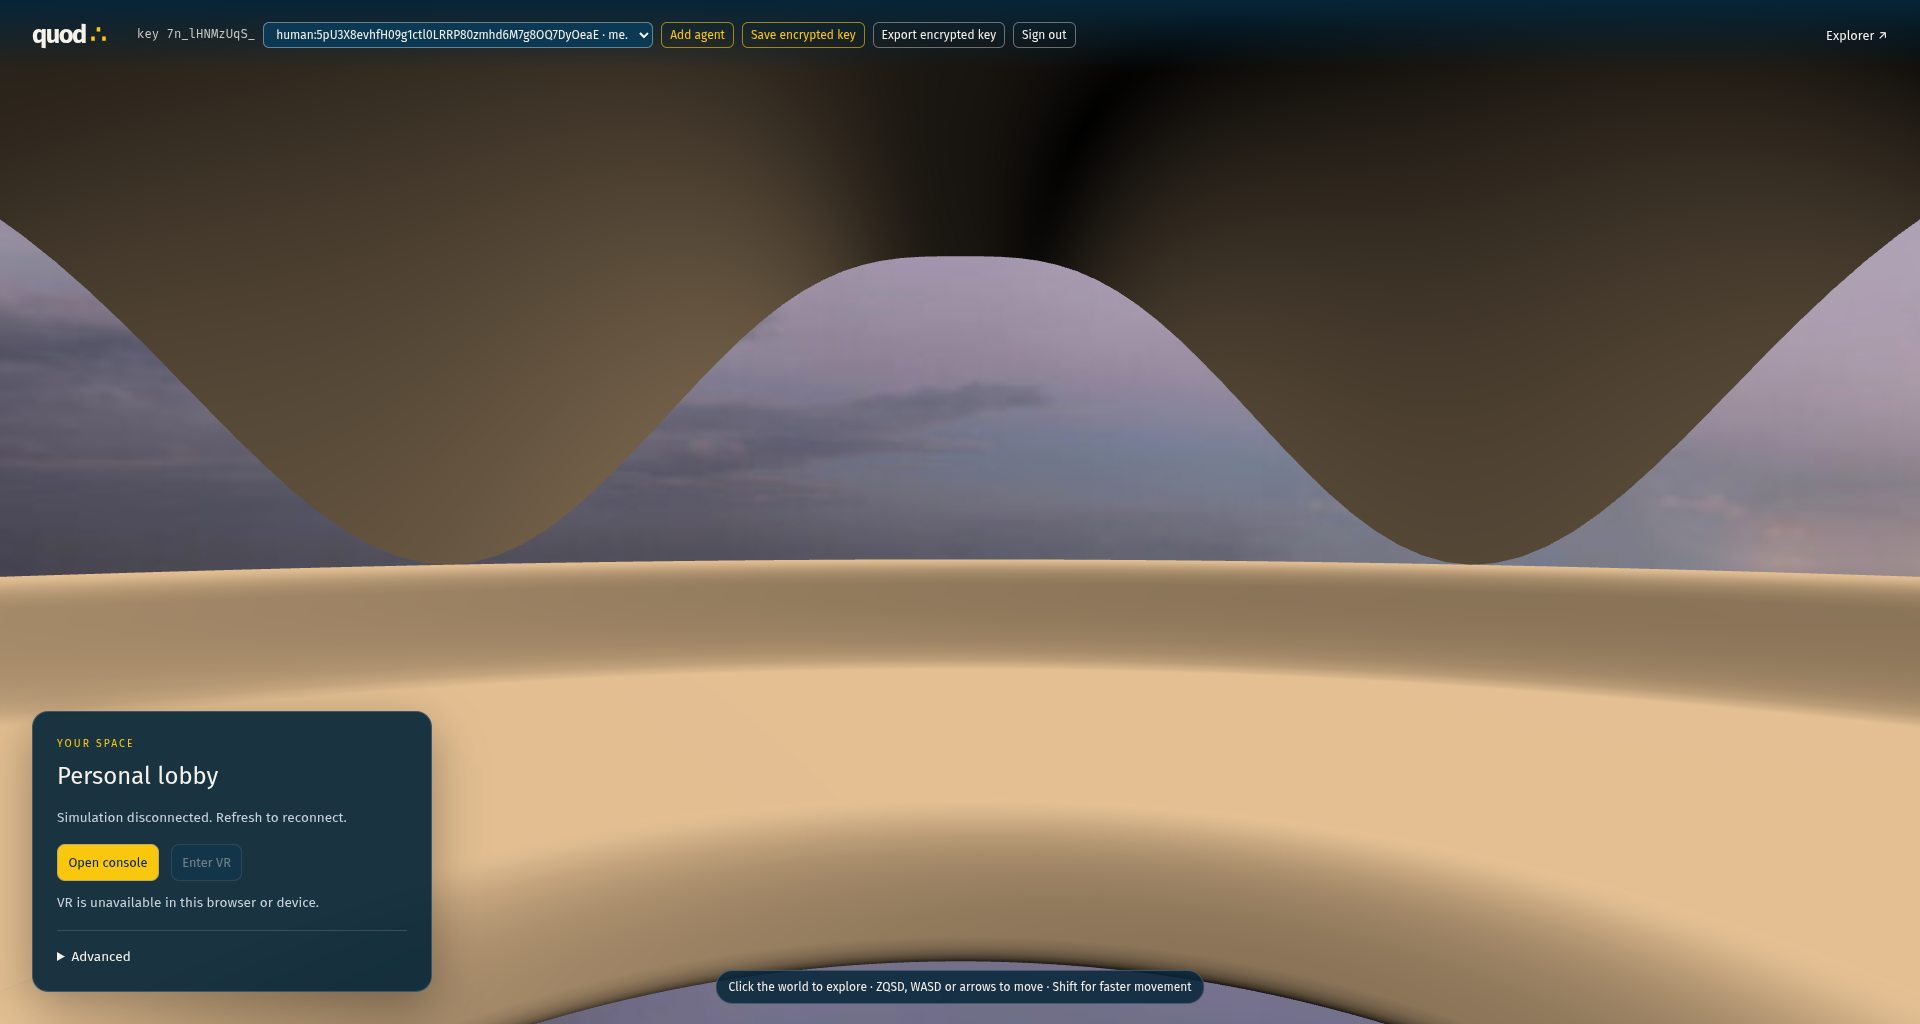 quod
key 7n_lHNMzUqS_
human:5pU3X8evhfH09g1ctl0LRRP80zmhd6M7g8OQ7DyOeaE · me.
Add agent
Save encrypted key
Export encrypted key
Sign out
Explorer ↗
YOUR SPACE
Personal lobby
Simulation disconnected. Refresh to reconnect.
Open console
Enter VR
VR is unavailable in this browser or device.
▶ Advanced
Click the world to explore · ZQSD, WASD or arrows to move · Shift for faster movement